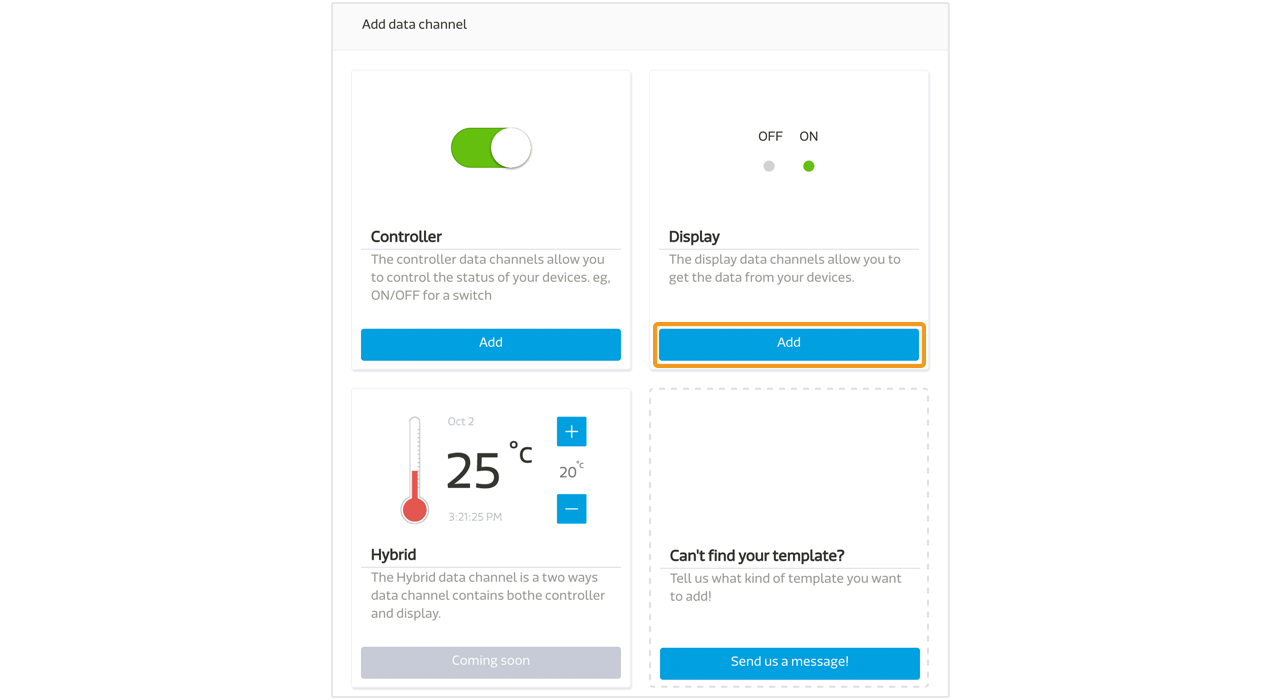 Add data channel
OFF ON
Controller
The controller data channels allow you
to control the status of your devices. eg,
ON/OFF for a switch
Add
Display
The display data channels allow you to
get the data from your devices.
Add
Oct 2
25 °C
3:21:25 PM
+
20°c
−
Hybrid
The Hybrid data channel is a two ways
data channel contains bothe controller
and display.
Coming soon
Can't find your template?
Tell us what kind of template you want
to add!
Send us a message!